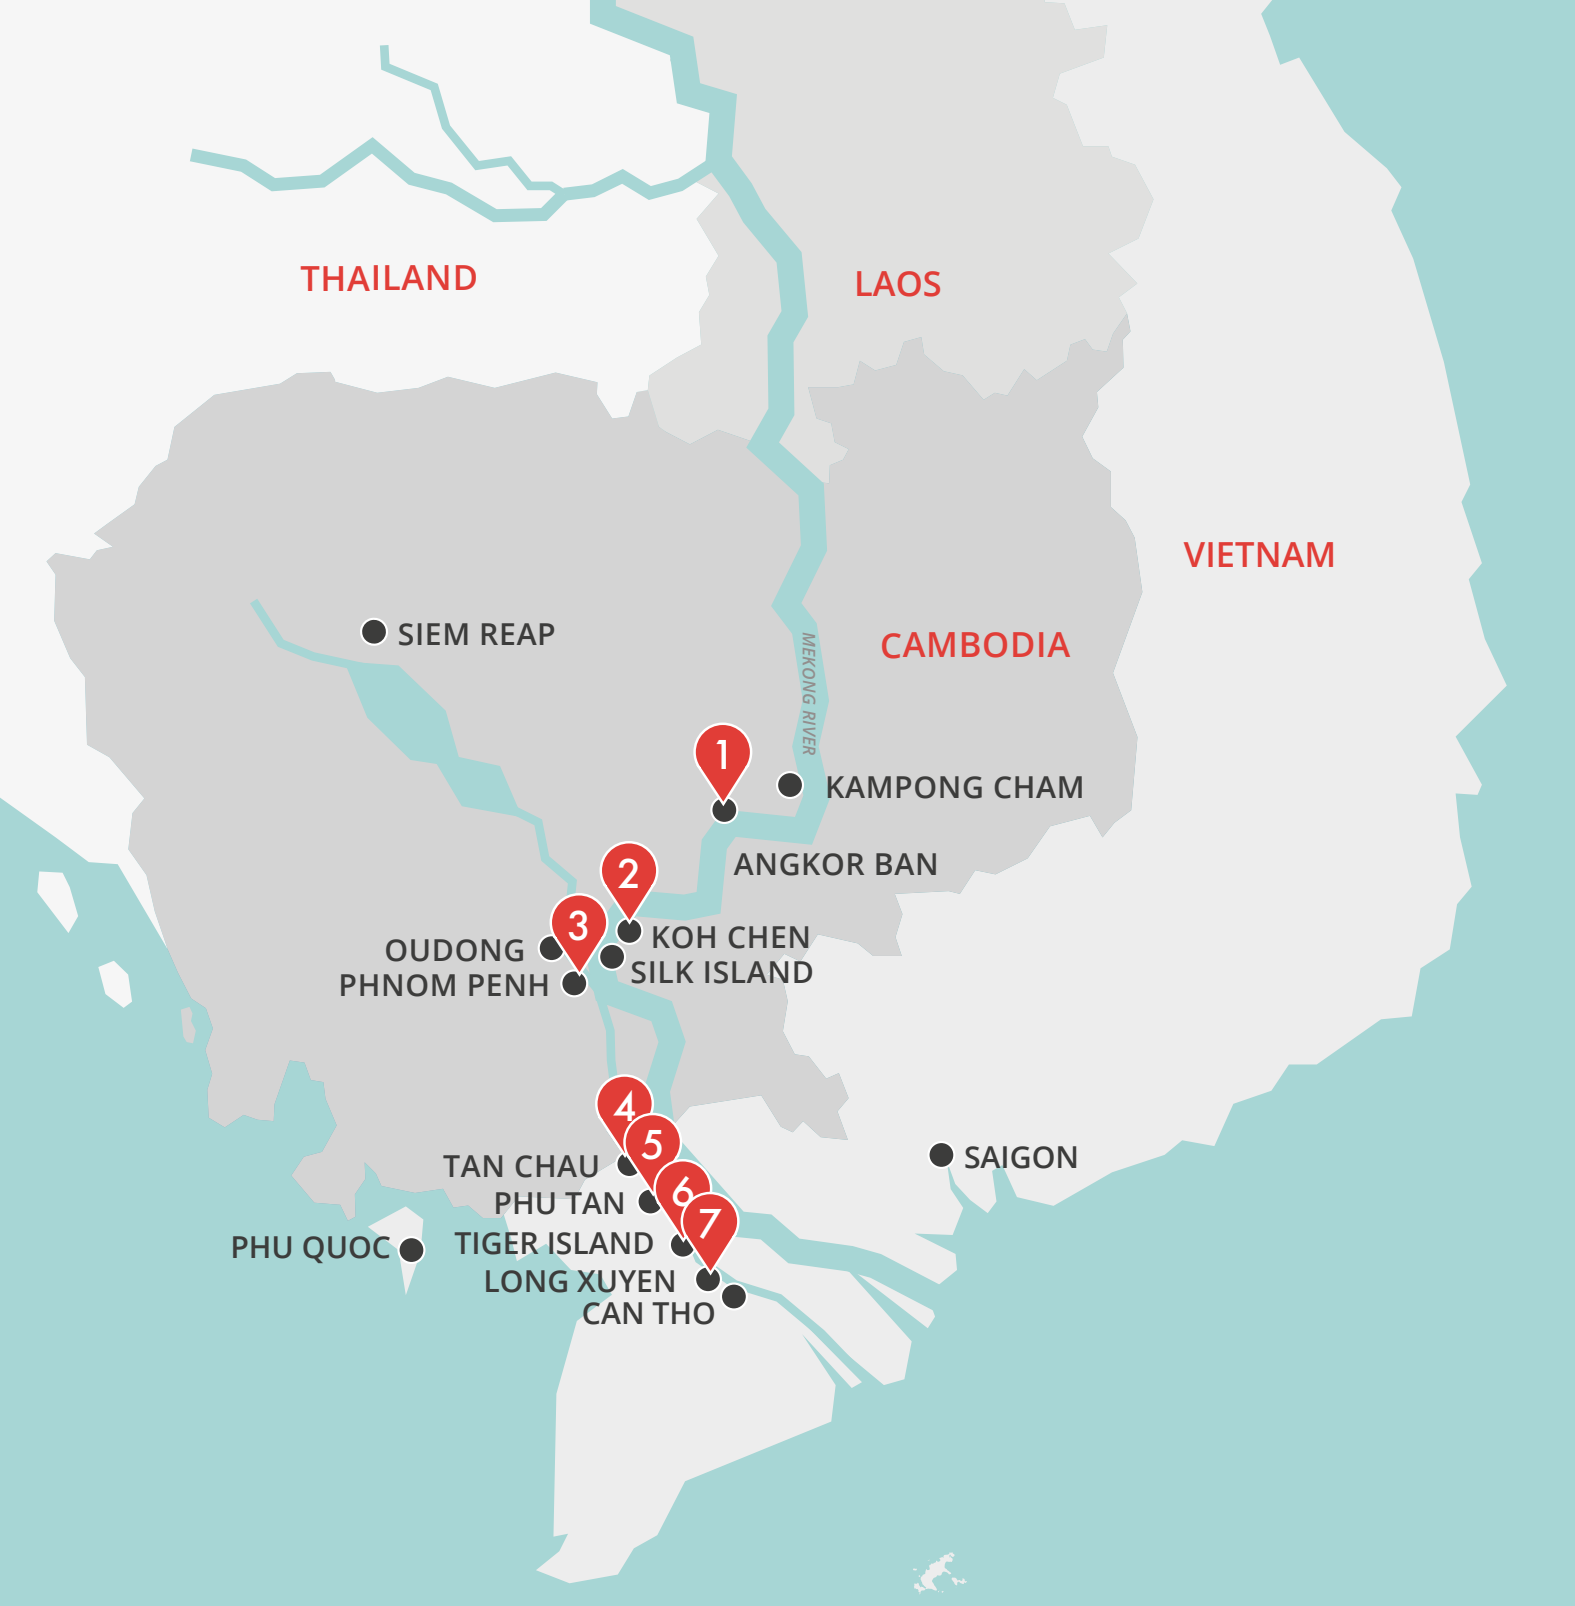 THAILAND
LAOS
VIETNAM
SIEM REAP
CAMBODIA
MEKONG RIVER
1
KAMPONG CHAM
ANGKOR BAN
2
3
KOH CHEN
OUDONG
SILK ISLAND
PHNOM PENH
4
5
TAN CHAU
SAIGON
6
PHU TAN
7
TIGER ISLAND
PHU QUOC
LONG XUYEN
CAN THO